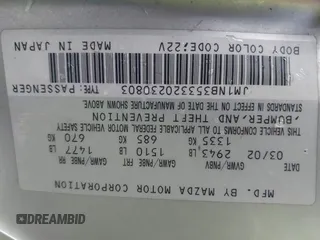 MFD. BY MAZDA MOTOR CORPORATION
03/02 GVWR/PNBV GAWR/PNBE FR GAWR/PNBE RR
2943 LB 1510 LB 1477 LB
1335 KG 685 KG 670 KG
THIS VEHICLE CONFORMS TO ALL APPLICABLE FEDERAL MOTOR VEHICLE SAFETY
,BUMPER,AND THEFT PREVENTION
STANDARDS IN EFFECT ON THE DATE OF MANUFACTURE SHOWN ABOVE.
JM1NB353320230803 TYPE: PASSENGER
BODY COLOR CODE;22V MADE IN JAPAN
DREAMBID